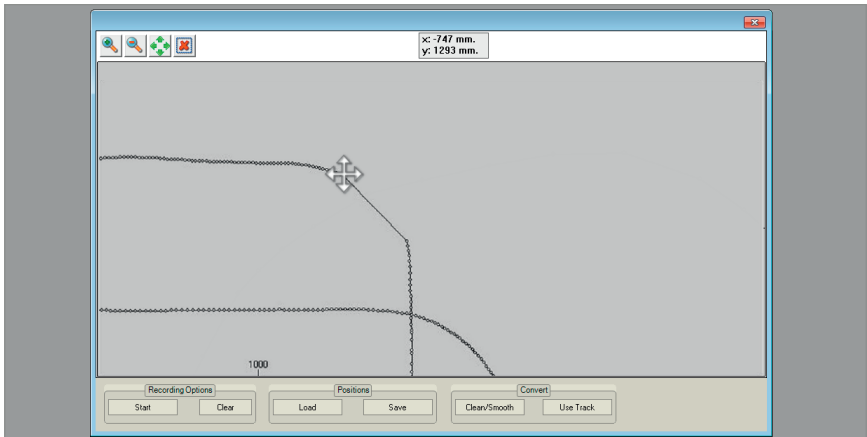 x: -747 mm.
y: 1293 mm.
1000
Recording Options
Start
Clear
Positions
Load
Save
Convert
Clean/Smooth
Use Track